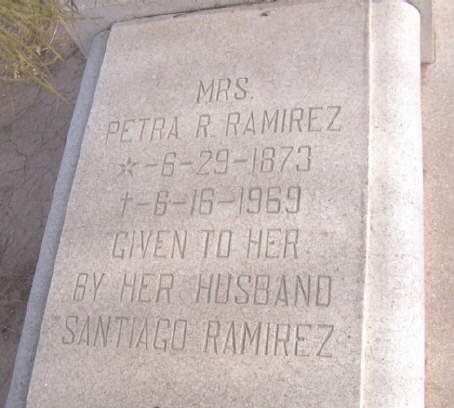 MRS.
PETRA R. RAMIREZ
☆-6-29-1873
†-6-16-1969
GIVEN TO HER
BY HER HUSBAND
SANTIAGO RAMIREZ